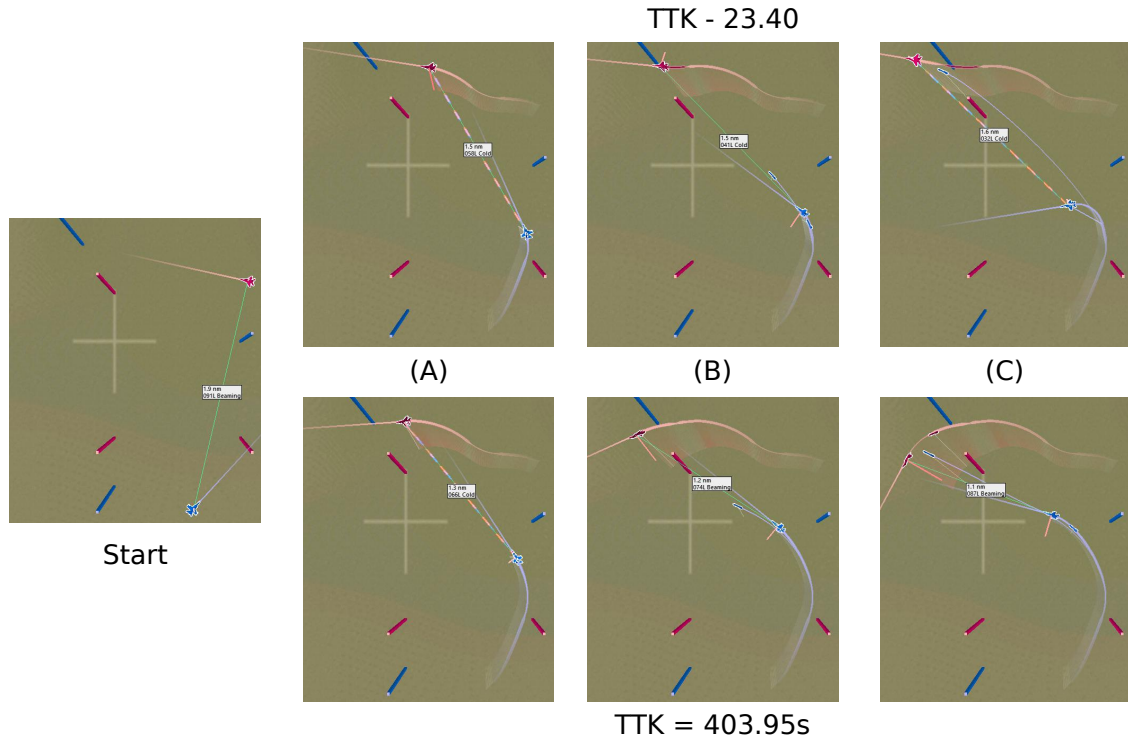 TTK - 23.40
1.5 nm
058L Cold
1.5 nm
041L Cold
1.6 nm
032L Cold
1.9 nm
091L Beaming
Start
(A)
(B)
(C)
1.3 nm
066L Cold
1.2 nm
074L Beaming
1.1 nm
087L Beaming
TTK = 403.95s